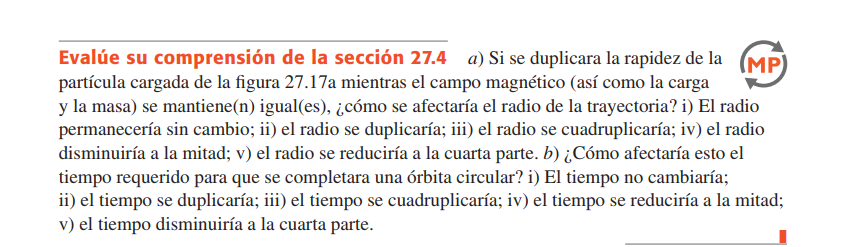 Evalúe su comprensión de la sección 27.4 a) Si se duplicara la rapidez de la
partícula cargada de la figura 27.17a mientras el campo magnético (así como la carga
y la masa) se mantiene(n) igual(es), ¿cómo se afectaría el radio de la trayectoria? i) El radio
permanecería sin cambio; ii) el radio se duplicaría; iii) el radio se cuadruplicaría; iv) el radio
disminuiría a la mitad; v) el radio se reduciría a la cuarta parte. b) ¿Cómo afectaría esto el
tiempo requerido para que se completara una órbita circular? i) El tiempo no cambiaría;
ii) el tiempo se duplicaría; iii) el tiempo se cuadruplicaría; iv) el tiempo se reduciría a la mitad;
v) el tiempo disminuiría a la cuarta parte.
MP